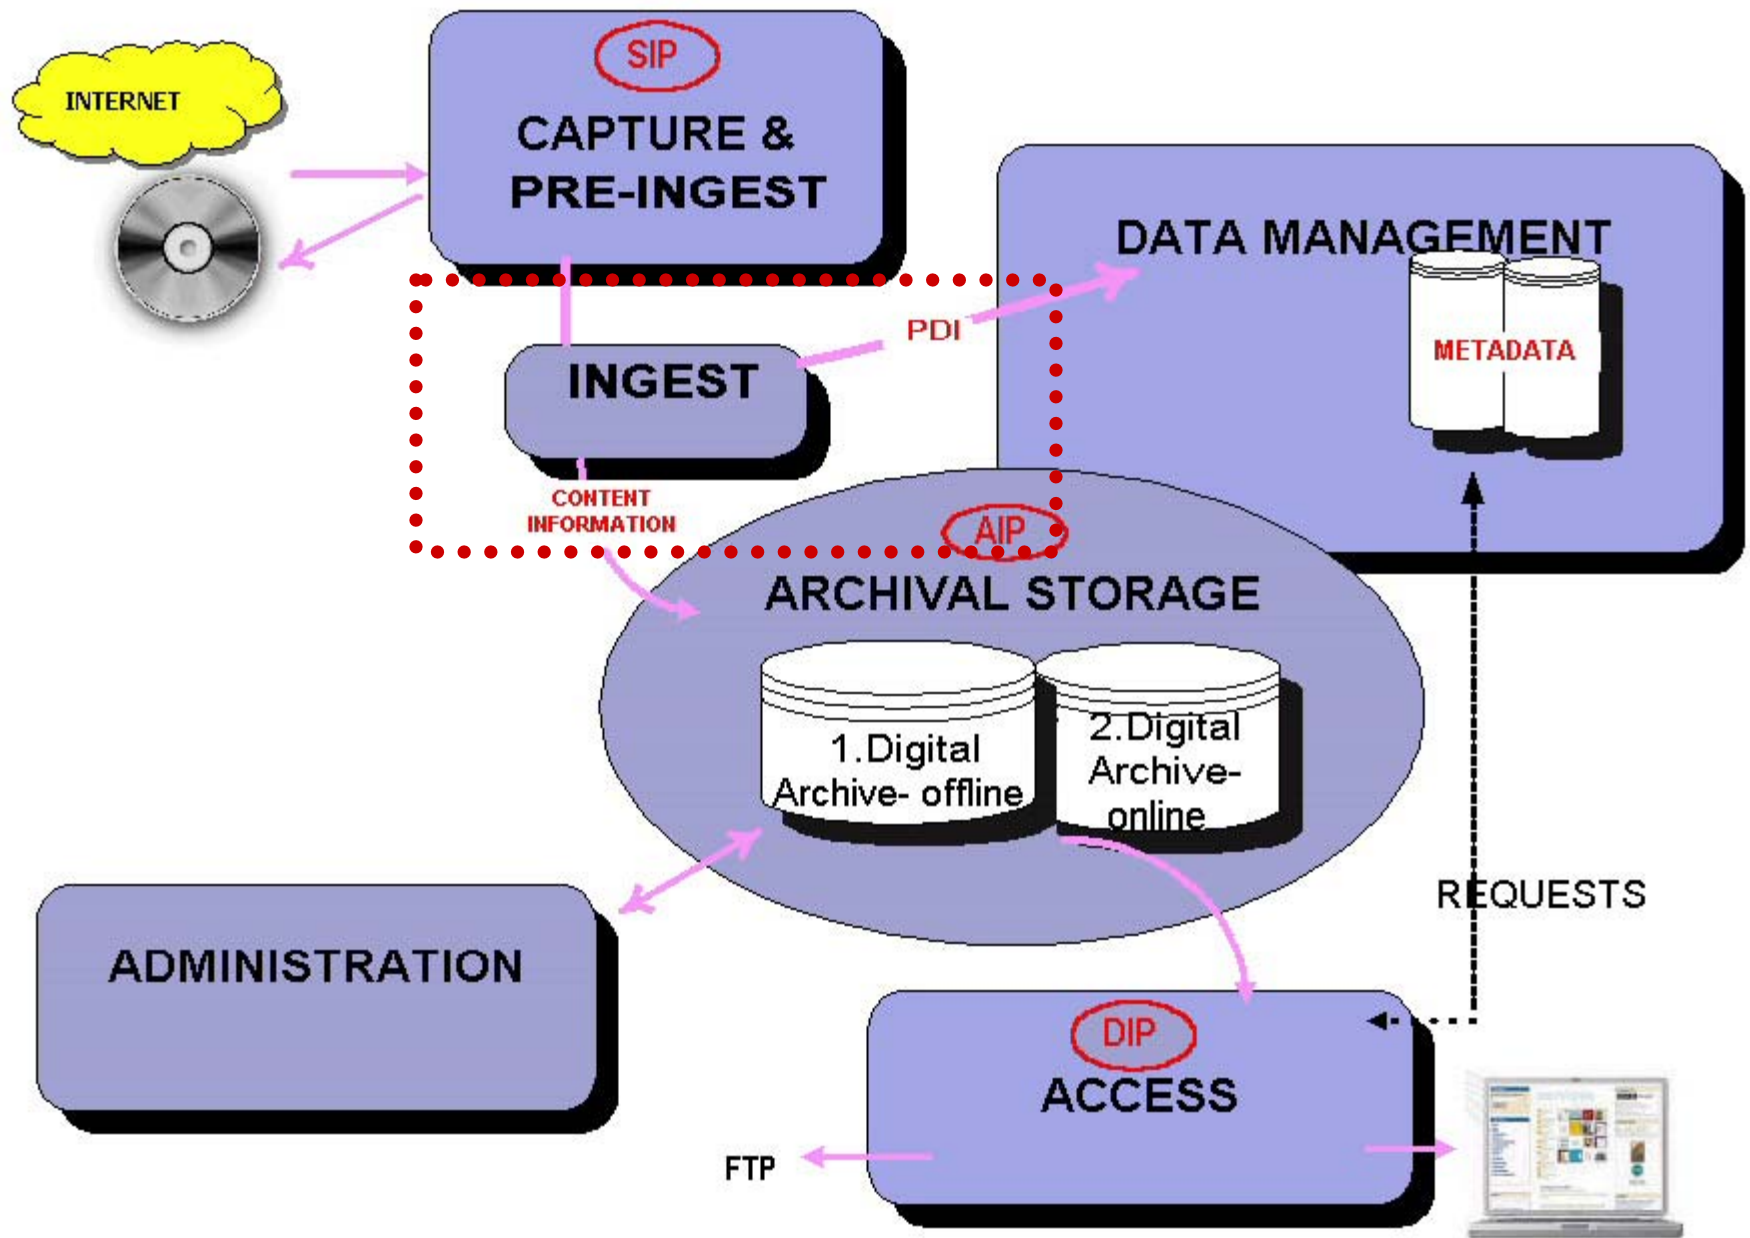 SIP
CAPTURE &
PRE-INGEST
INTERNET
DATA MANAGEMENT
METADATA
PDI
INGEST
CONTENT
INFORMATION
AIP
ARCHIVAL STORAGE
1.Digital
Archive- offline
2.Digital
Archive-
online
REQUESTS
ADMINISTRATION
DIP
ACCESS
FTP